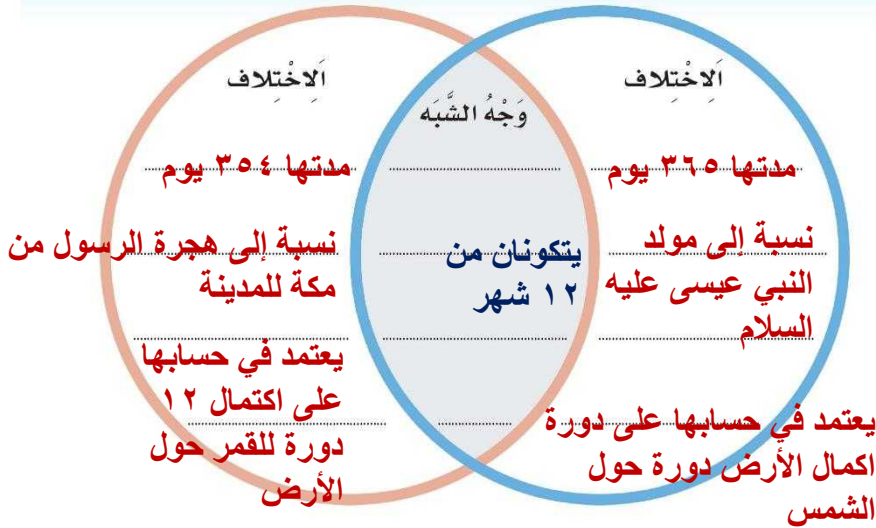 اَلِاخْتِلاف
مدتها ٣٦٥ يوم
نسبة إلى مولد
النبي عيسى عليه
السلام
يعتمد في حسابها على دورة
اكمال الأرض دورة حول
الشمس
وَجْهُ الشَّبَه
يتكونان من
١٢ شهر
اَلِاخْتِلاف
مدتها ٣٥٤ يوم
نسبة إلى هجرة الرسول من
مكة للمدينة
يعتمد في حسابها
على اكتمال ١٢
دورة للقمر حول
الأرض